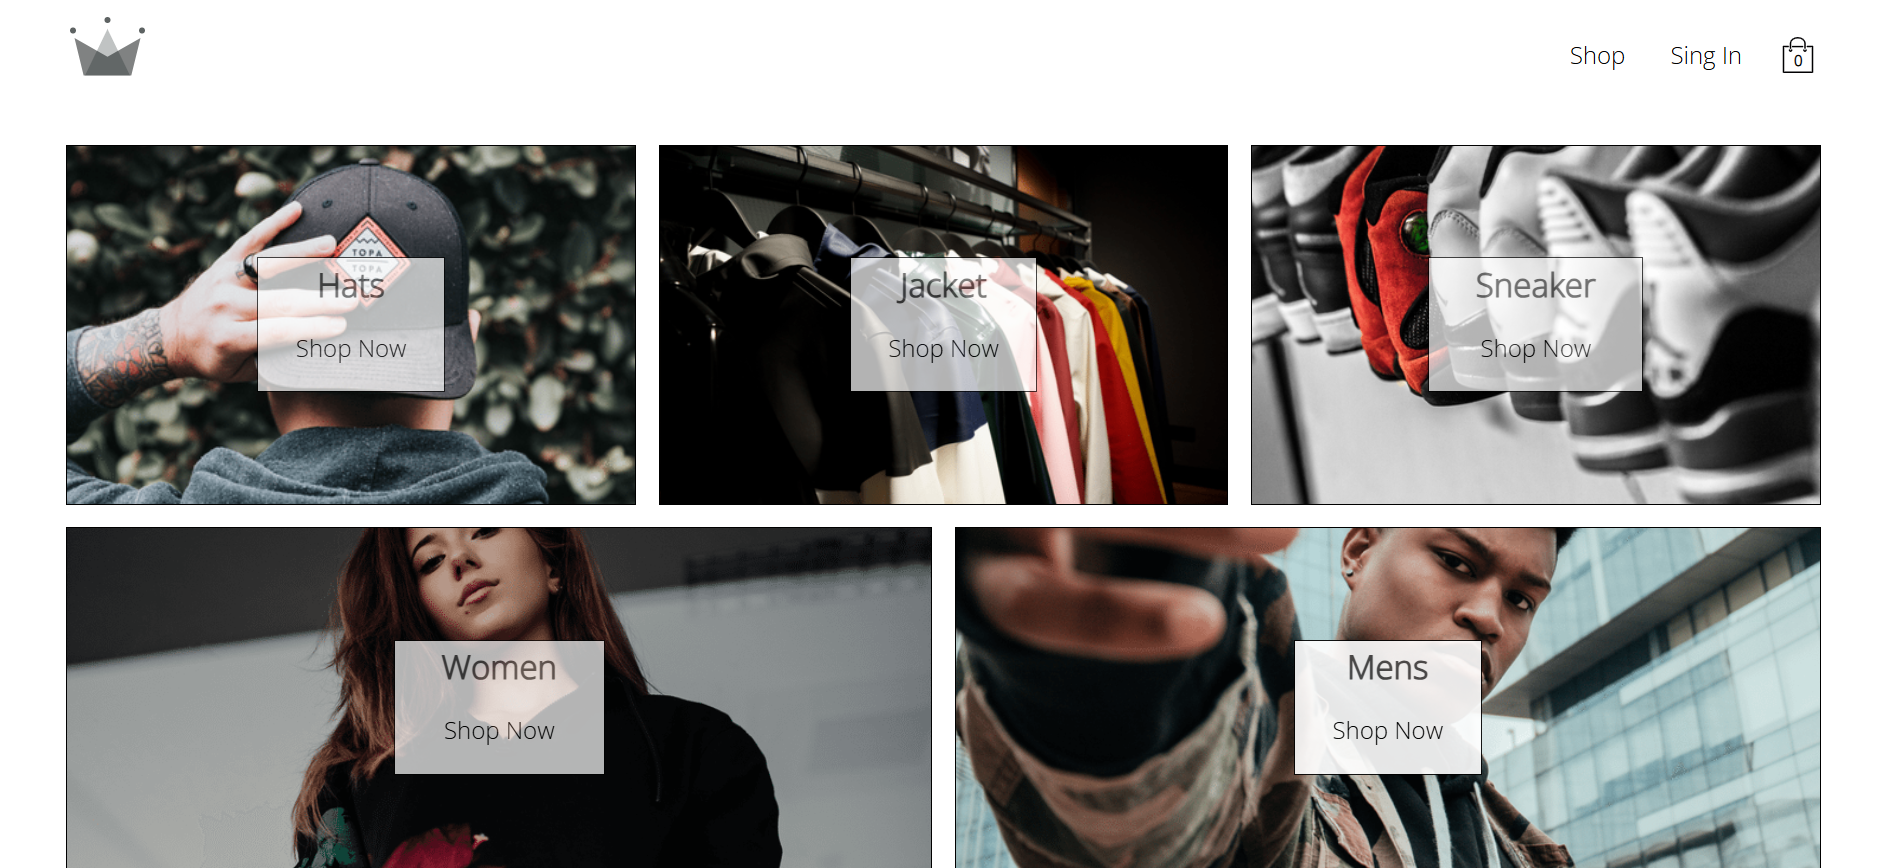 Shop Sing In 0
TOPA
TOPA
Hats
Shop Now
Jacket
Shop Now
Sneaker
Shop Now
Women
Shop Now
Mens
Shop Now